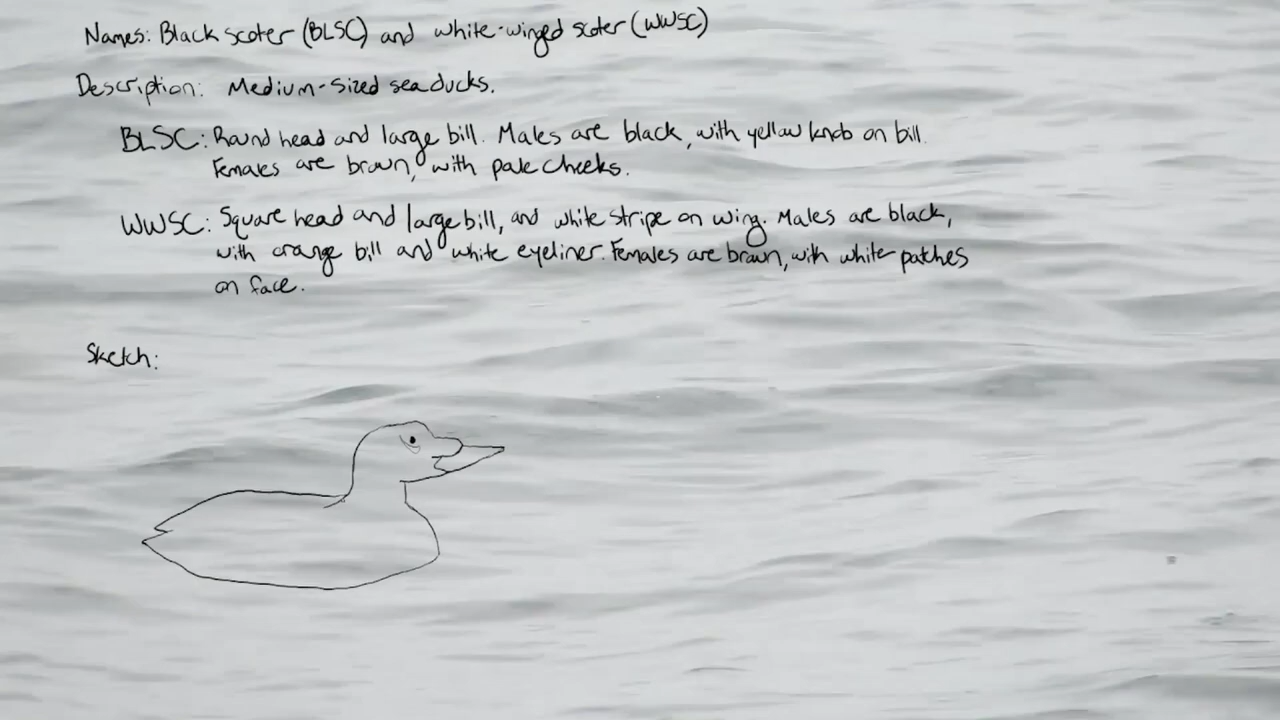 Names: Black scoter (BLSC) and white-winged scoter (WWSC)
Description: Medium-sized sea ducks.
BLSC: Round head and large bill. Males are black, with yellow knob on bill.
Females are brown, with pale cheeks.
WWSC: Square head and large bill, and white stripe on wing. Males are black,
with orange bill and white eyeliner. Females are brown, with white patches
on face.
Sketch: